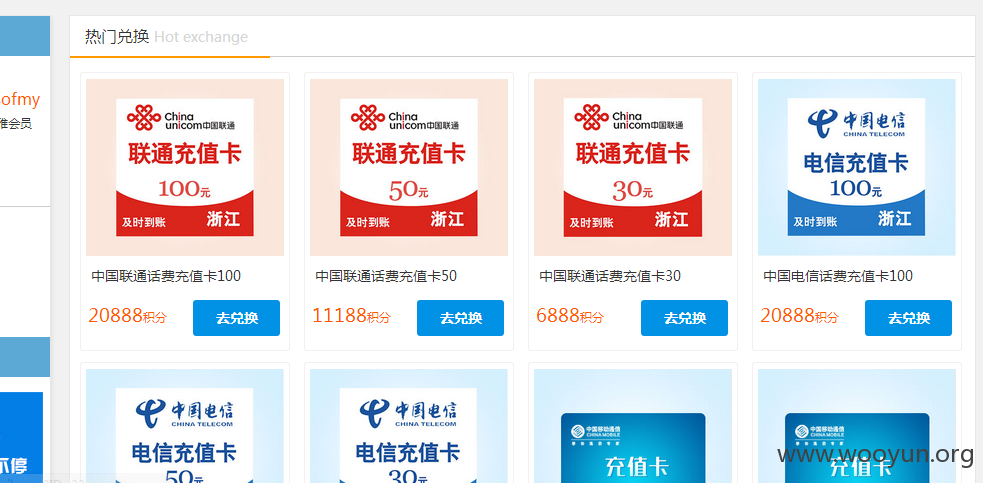 热门兑换 Hot exchange
ofmy
雅会员
不停
China
unicom中国联通
联通充值卡
100元
及时到账 浙江
中国联通话费充值卡100
20888积分 去兑换
China
unicom中国联通
联通充值卡
50元
及时到账 浙江
中国联通话费充值卡50
11188积分 去兑换
China
unicom中国联通
联通充值卡
30元
及时到账 浙江
中国联通话费充值卡30
6888积分 去兑换
中国电信
CHINA TELECOM
电信充值卡
100元
及时到账 浙江
中国电信话费充值卡100
20888积分 去兑换
中国电信
CHINA TELECOM
电信充值卡
50元
中国电信
CHINA TELECOM
电信充值卡
30元
中国移动通信
CHINA MOBILE
充值卡
中国移动通信
CHINA MOBILE
充值卡
www.wooyun.org